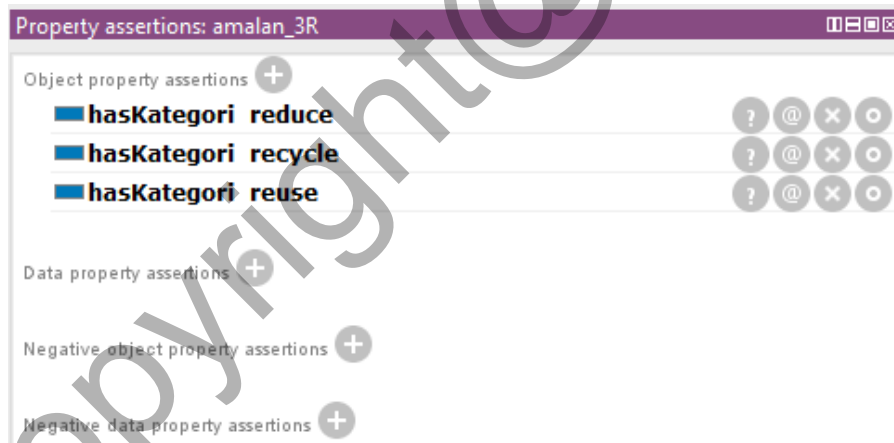 Property assertions: amalan_3R
Object property assertions
hasKategori reduce
hasKategori recycle
hasKategori reuse
Data property assertions
Negative object property assertions
Negative data property assertions